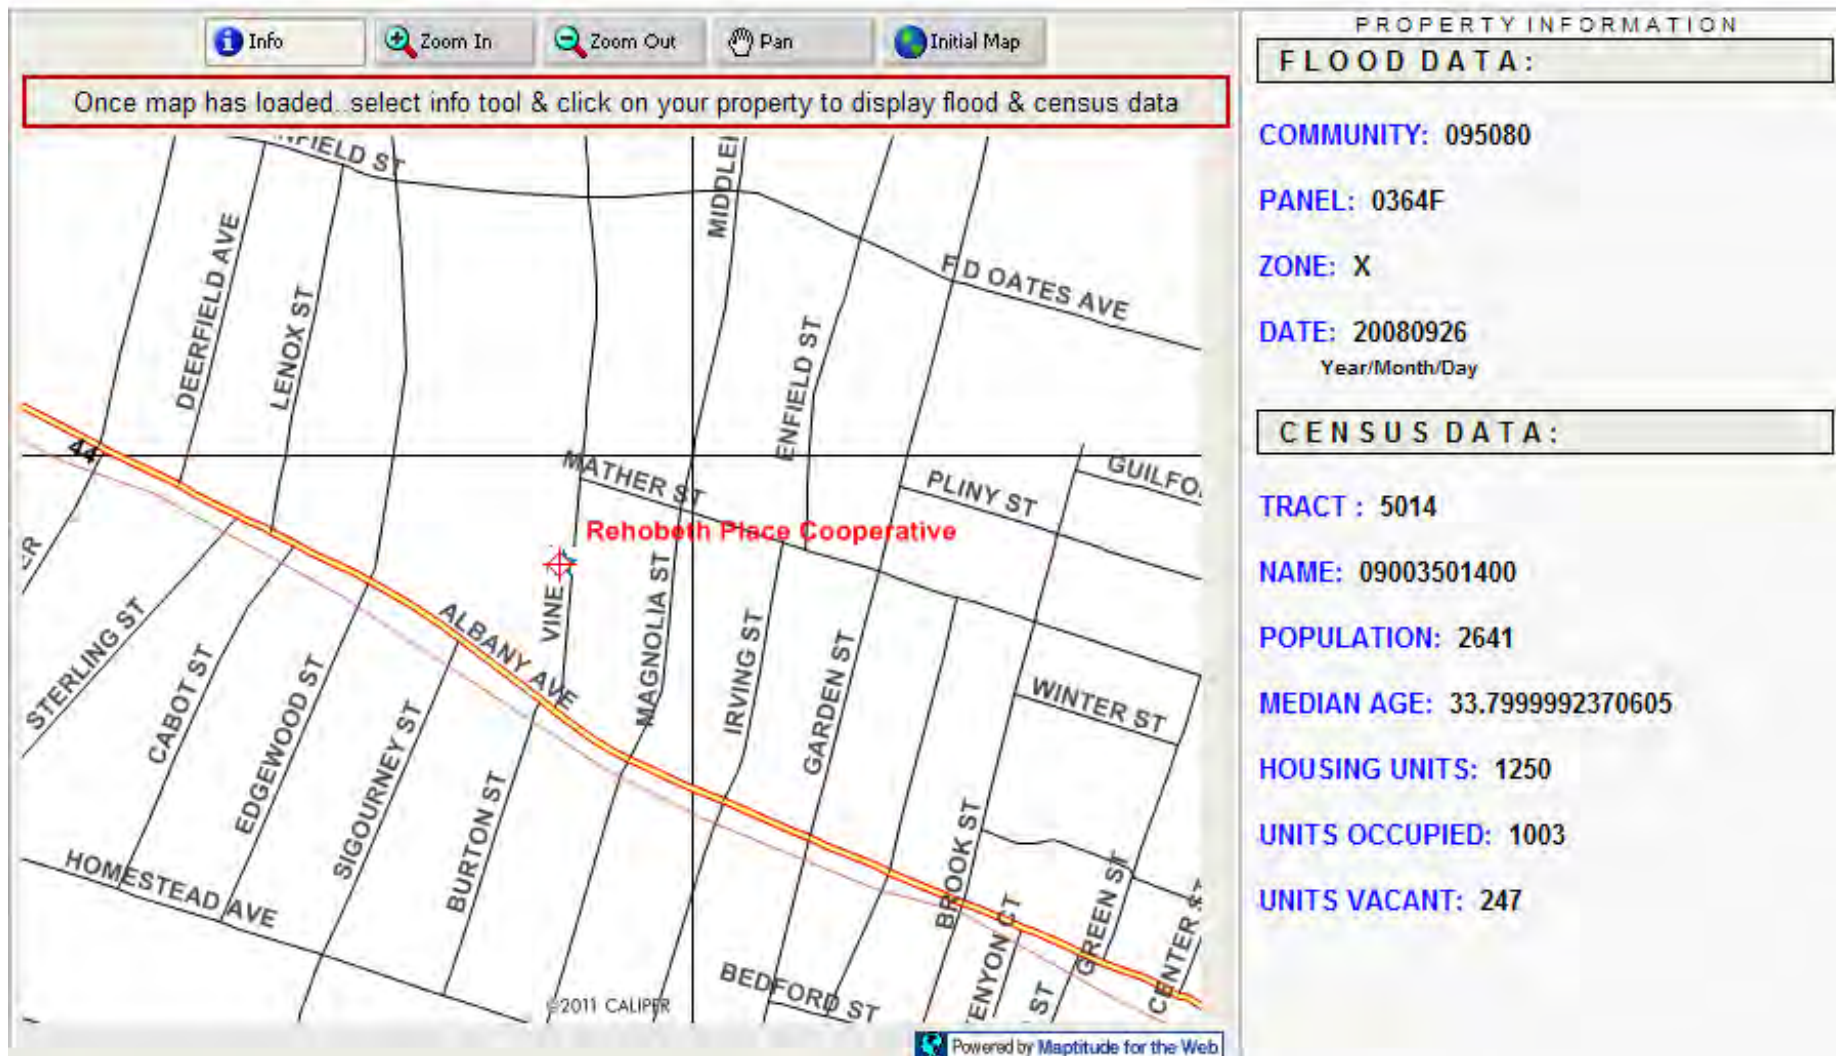 Info
Zoom In
Zoom Out
Pan
Initial Map
Once map has loaded..select info tool & click on your property to display flood & census data
DEERFIELD AVE
LENOX ST
F D OATES AVE
ENFIELD ST
44
MATHER ST
PLINY ST
Rehobeth Place Cooperative
VINE
MAGNOLIA ST
ALBANY AVE
IRVING ST
GARDEN ST
STERLING ST
CABOT ST
EDGEWOOD ST
SIGOURNEY ST
BURTON ST
WINTER ST
HOMESTEAD AVE
BROOK ST
GREEN ST
CENTER ST
BEDFORD ST
ST
©2011 CALIPER
Powered by Maptitude for the Web
PROPERTY INFORMATION
FLOOD DATA:
COMMUNITY: 095080
PANEL: 0364F
ZONE: X
DATE: 20080926
Year/Month/Day
CENSUS DATA:
TRACT : 5014
NAME: 09003501400
POPULATION: 2641
MEDIAN AGE: 33.7999992370605
HOUSING UNITS: 1250
UNITS OCCUPIED: 1003
UNITS VACANT: 247